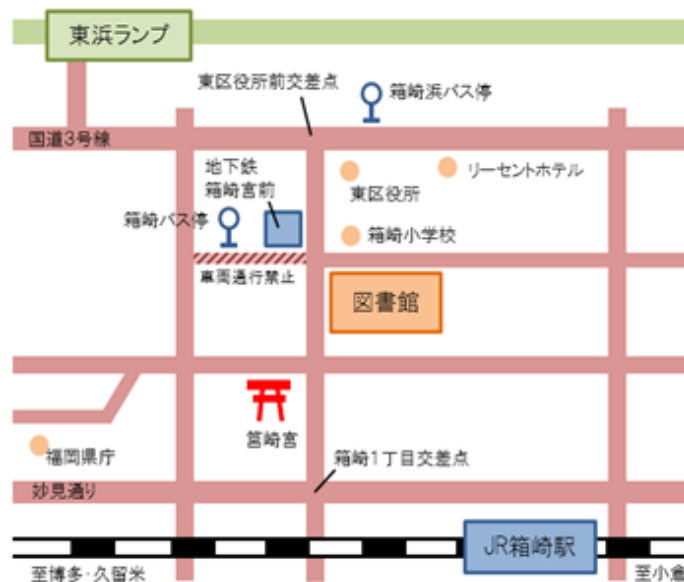 東浜ランプ
東区役所前交差点
箱崎浜バス停
国道3号線
地下鉄
箱崎宮前
リーセントホテル
東区役所
箱崎バス停
箱崎小学校
車両通行禁止
図書館
筥崎宮
福岡県庁
箱崎1丁目交差点
妙見通り
JR箱崎駅
至博多・久留米
至小倉